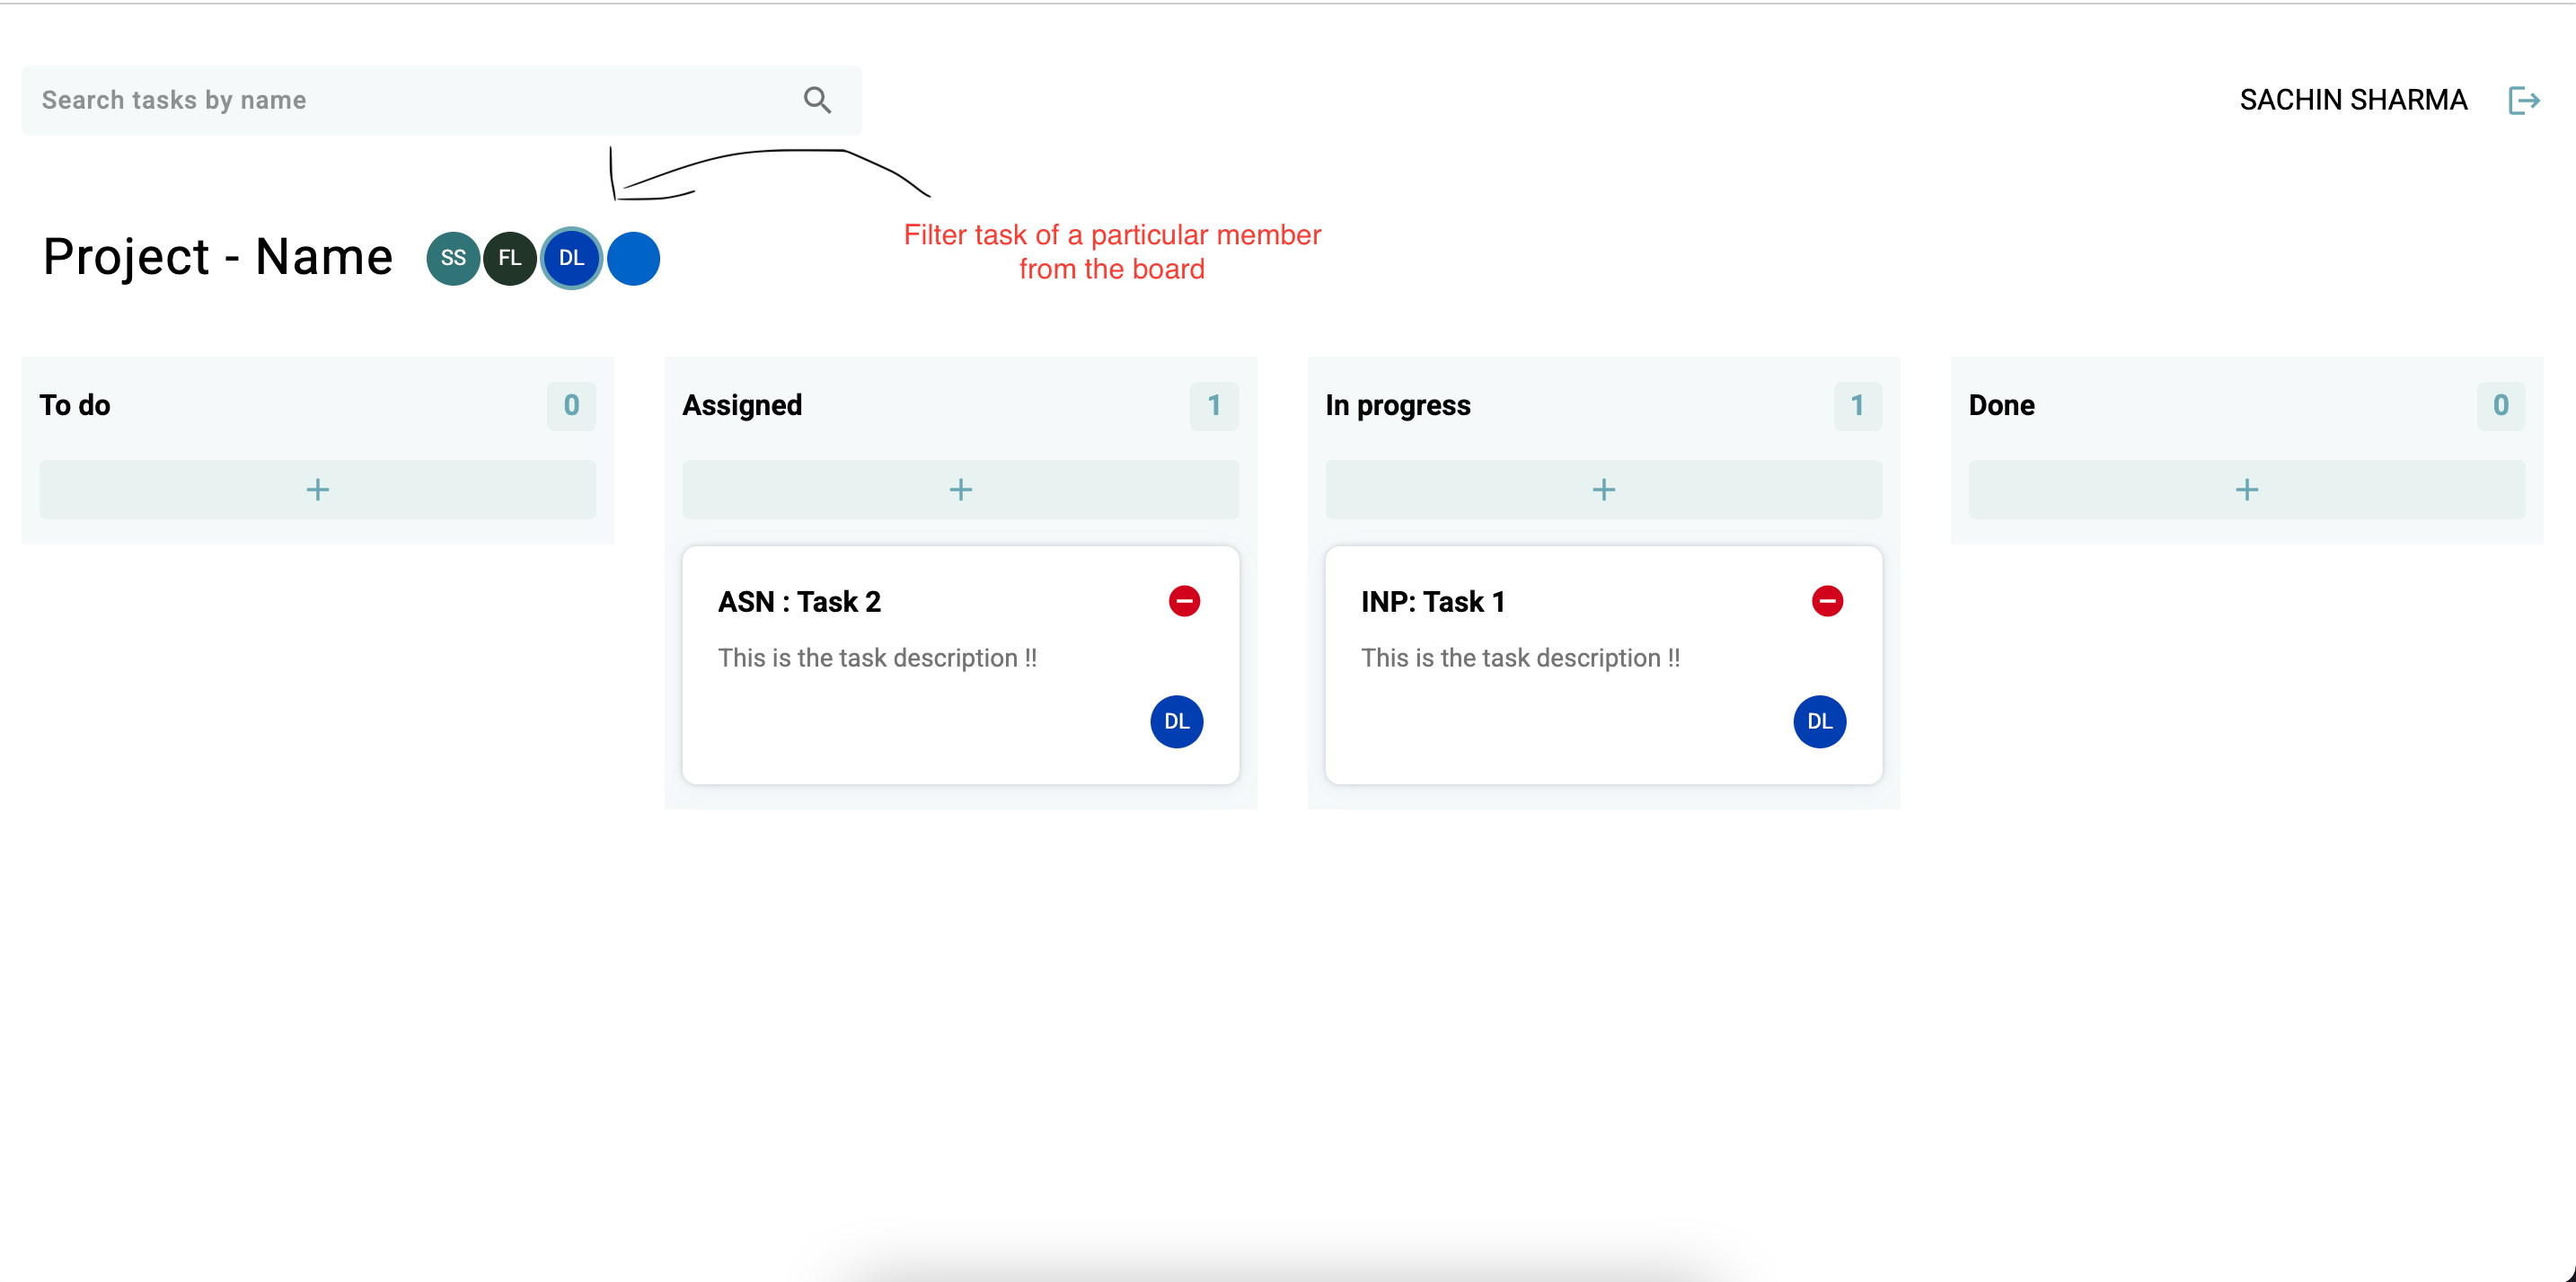 Search tasks by name
SACHIN SHARMA
Filter task of a particular member
from the board
Project - Name
SS
FL
DL
To do
0
+
Assigned
1
+
ASN : Task 2
This is the task description !!
DL
In progress
1
+
INP: Task 1
This is the task description !!
DL
Done
0
+